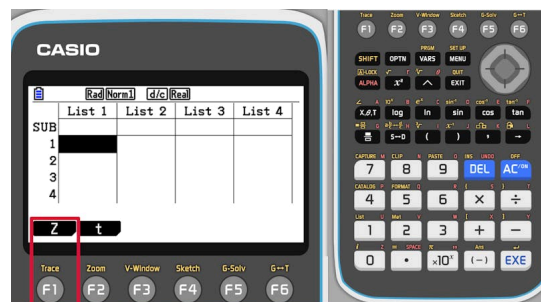 CASIO
Rad Norm1 d/c Real
List 1 List 2 List 3 List 4
SUB
1
2
3
4
Z t
Trace Zoom V-Window Sketch G-Solv G↔T
F1 F2 F3 F4 F5 F6
Trace Zoom V-Window Sketch G-Solv G↔T
F1 F2 F3 F4 F5 F6
PRGM SET UP
SHIFT OPTN VARS MENU
A-LOCK QUIT
ALPHA x² ^ EXIT
X,θ,T log ln sin cos tan
S↔D ( ) , →
CAPTURE CLIP PASTE INS UNDO OFF
7 8 9 DEL AC/ON
CATALOG FORMAT
4 5 6 × ÷
List Mat
1 2 3 + −
i SPACE π Ans
0 • ×10ˣ (−) EXE